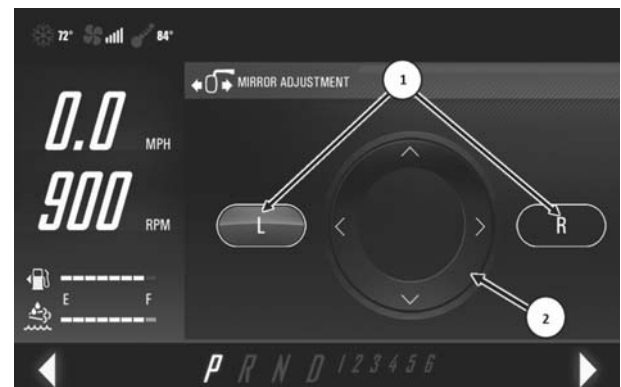 72° 84°
MIRROR ADJUSTMENT
1
0.0 MPH
900 RPM
L R
E F
2
P R N D 1 2 3 4 5 6